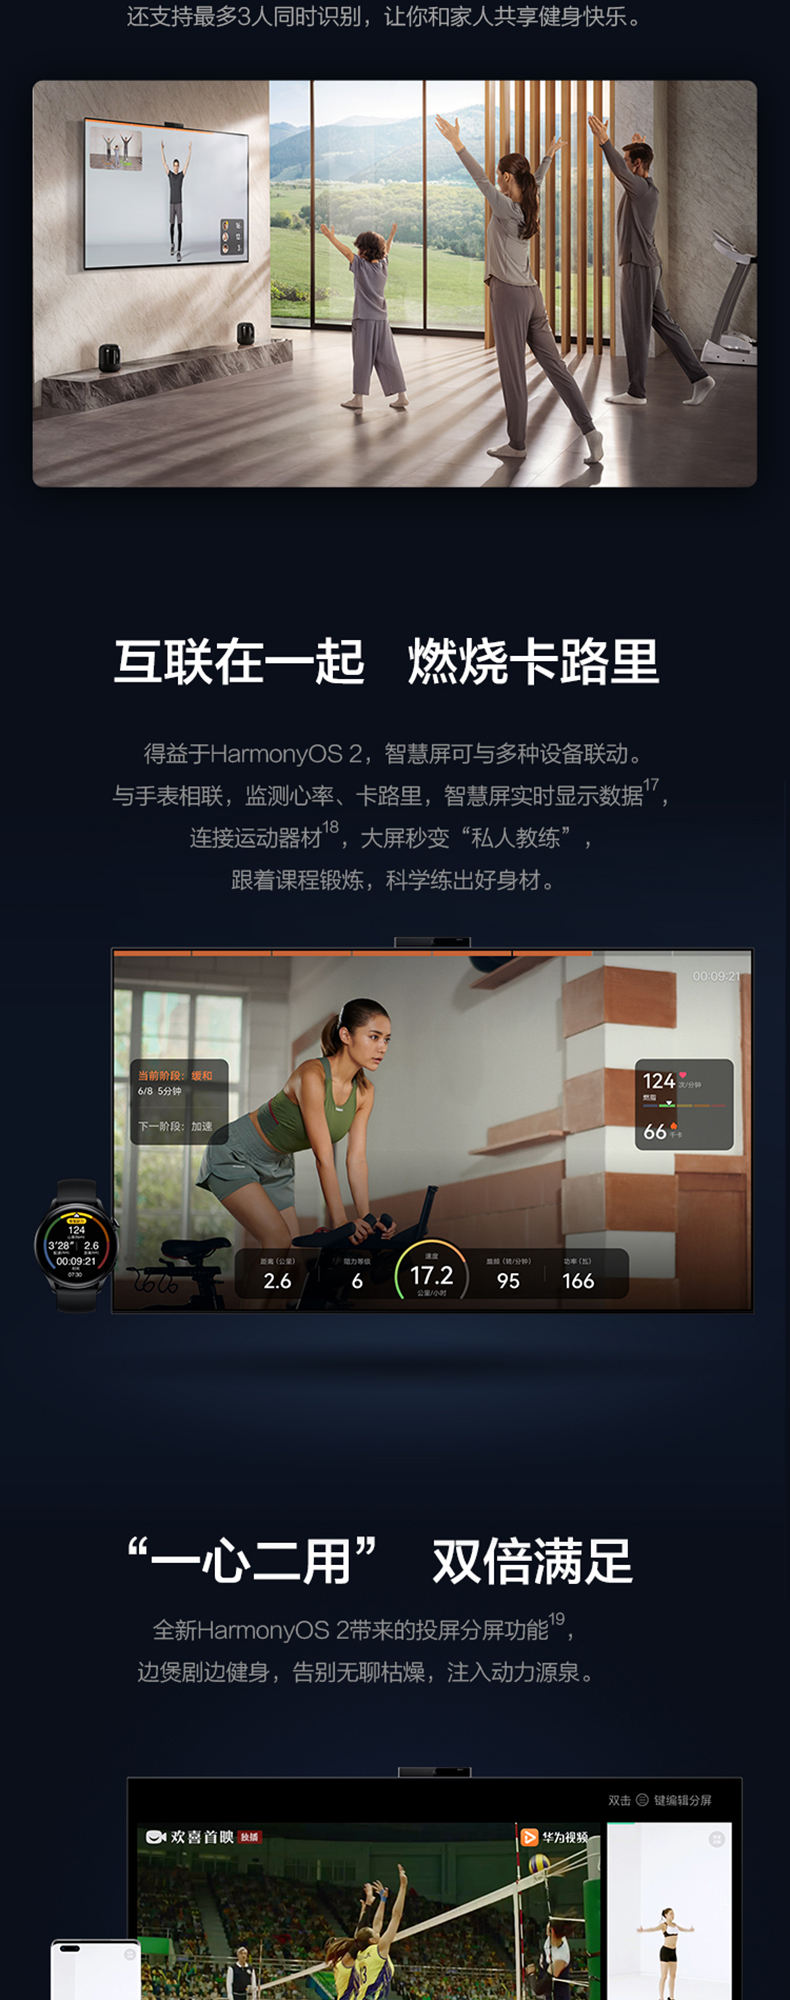 还支持最多3人同时识别，让你和家人共享健身快乐。
互联在一起 燃烧卡路里
得益于HarmonyOS 2，智慧屏可与多种设备联动。
与手表相联，监测心率、卡路里，智慧屏实时显示数据17，
连接运动器材18，大屏秒变“私人教练”，
跟着课程锻炼，科学练出好身材。
00:09:21
当前阶段：缓和
6/8 5分钟
下一阶段：加速
124 次/分钟
燃脂
66 千卡
124
3'28" 2.6
00:09:21
07:30
距离（公里） 阻力等级 速度 踏频（转/分钟） 功率（瓦）
2.6 6 17.2 95 166
公里/小时
“一心二用” 双倍满足
全新HarmonyOS 2带来的投屏分屏功能19，
边煲剧边健身，告别无聊枯燥，注入动力源泉。
双击 键编辑分屏
欢喜首映 独播
华为视频